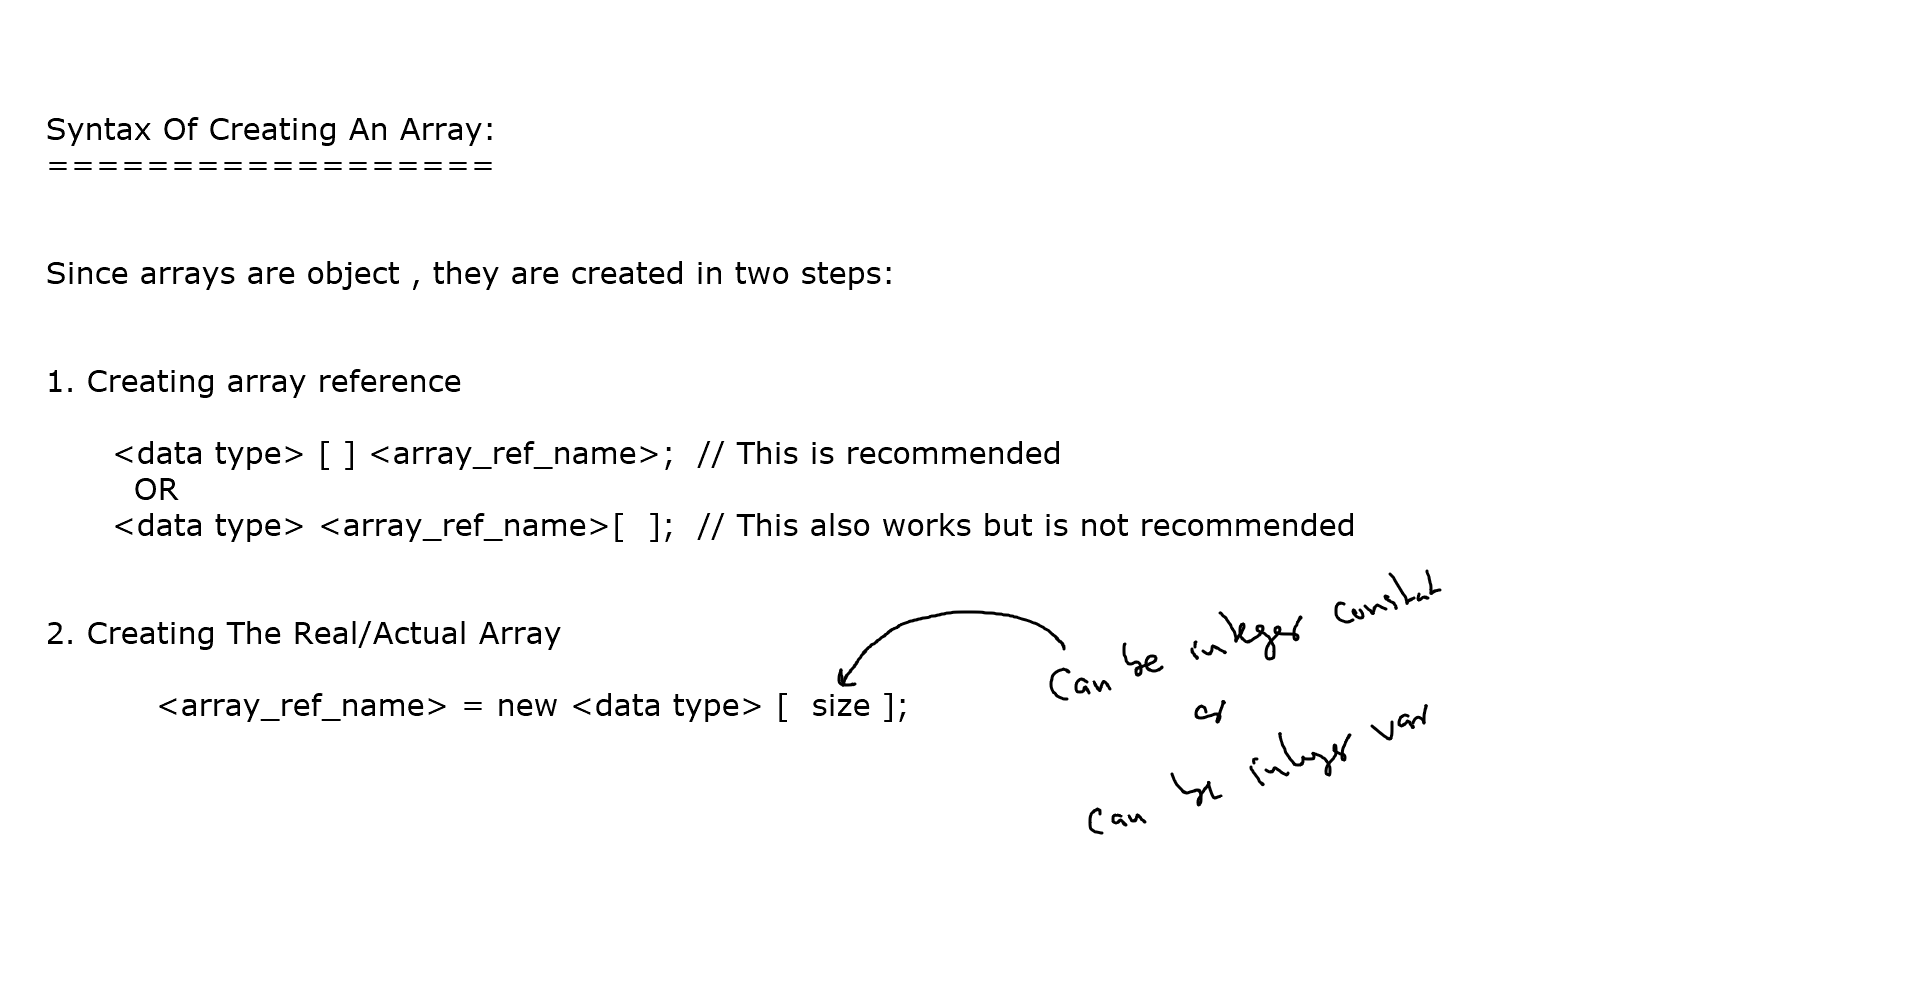 Syntax Of Creating An Array:
==================
Since arrays are object , they are created in two steps:
1. Creating array reference
<data type> [ ] <array_ref_name>;  // This is recommended
OR
<data type> <array_ref_name>[  ];  // This also works but is not recommended
2. Creating The Real/Actual Array
<array_ref_name> = new <data type> [  size ];
Can be integer constat
or
Can be integer var